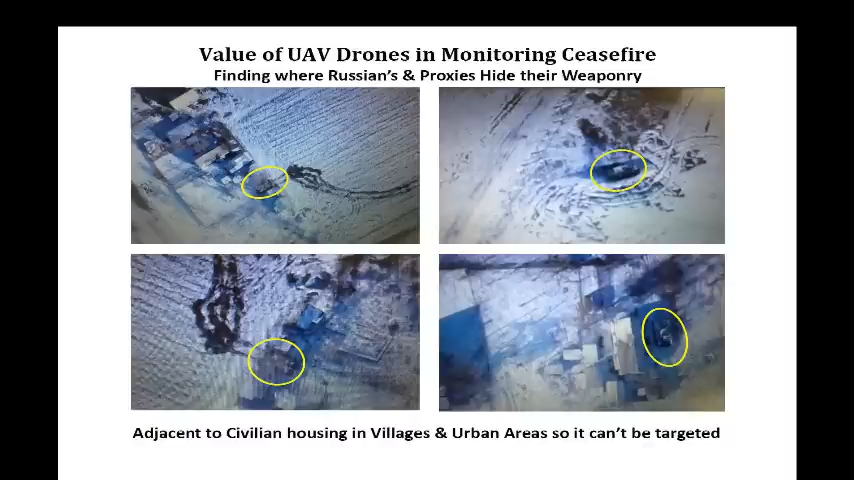 Value of UAV Drones in Monitoring Ceasefire
Finding where Russian's & Proxies Hide their Weaponry
Adjacent to Civilian housing in Villages & Urban Areas so it can't be targeted